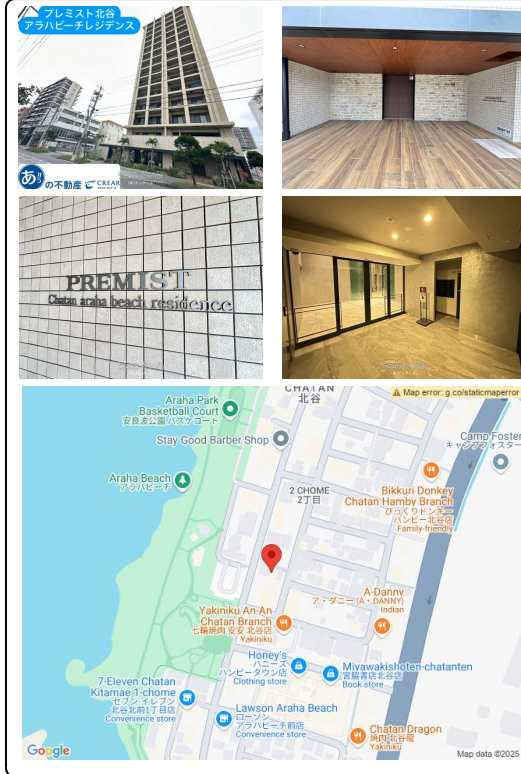 プレミスト北谷
アラハビーチレジデンス
あ
の不動産
CREAR
PREMIST
Chatan araha beach residence
Map error: g.co/staticmaperror
CHATAN
北谷
Araha Park
Basketball Court
安良波公園 バスケコート
Stay Good Barber Shop
Camp Foster
キャンプフォスター
Araha Beach
アラハビーチ
2 CHOME
2丁目
Bikkuri Donkey
Chatan Hamby Branch
びっくりドンキー
ハンビー北谷店
Family-friendly
A-Danny
ア・ダニー (A・DANNY)
Indian
Yakiniku An-An
Chatan Branch
七輪焼肉 安安 北谷店
Yakiniku
Honey's
ハニーズ
ハンビータウン店
Clothing store
Miyawakishoten-chatanten
宮脇書店北谷店
Book store
7-Eleven Chatan
Kitamae 1-chome
セブン-イレブン
北谷北前1丁目店
Convenience store
Lawson Araha Beach
ローソン
アラハビーチ前店
Convenience store
Chatan Dragon
焼肉 北谷龍
Yakiniku
Google
Map data ©2025